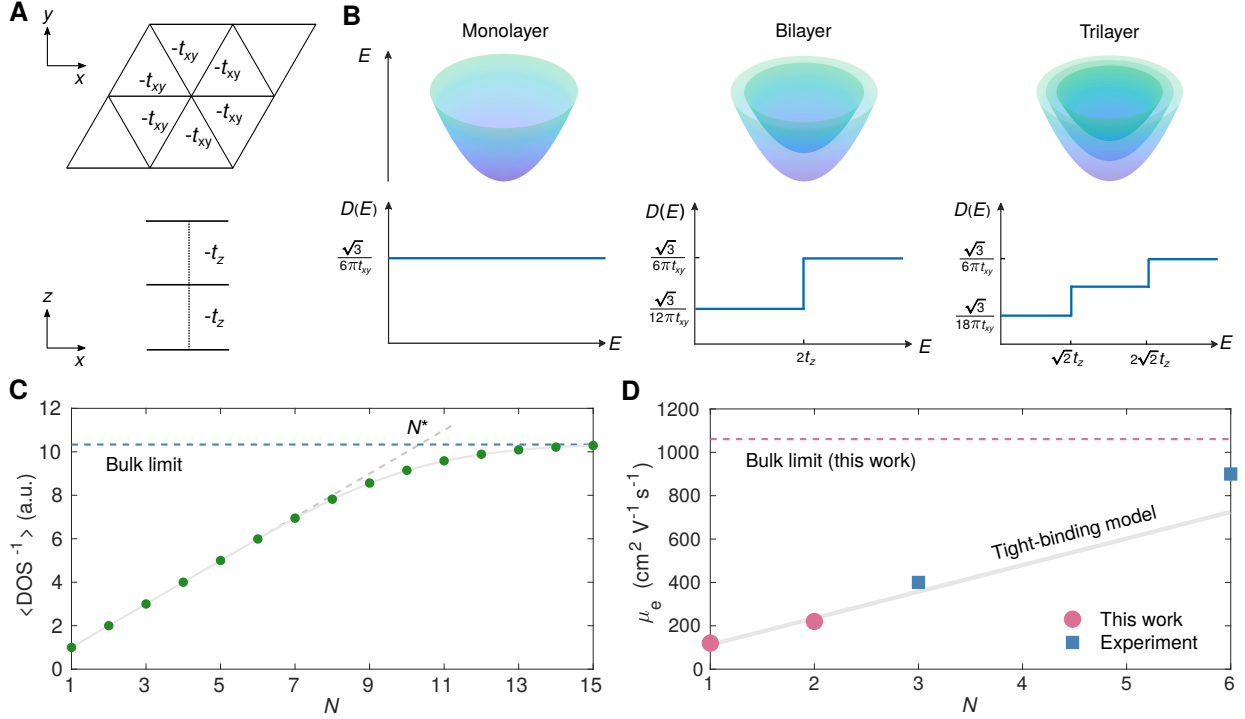 A
y
x
-t_xy
-t_xy
-t_xy
-t_xy
-t_xy
-t_xy
z
x
-t_z
-t_z
B
Monolayer
Bilayer
Trilayer
E
D(E)
√3
6πt_xy
E
D(E)
√3
6πt_xy
√3
12πt_xy
2t_z
E
D(E)
√3
6πt_xy
√3
18πt_xy
√2t_z
2√2t_z
E
C
<DOS⁻¹> (a.u.)
12
10
8
6
4
2
0
N*
Bulk limit
1 3 5 7 9 11 13 15
N
D
μ_e (cm² V⁻¹ s⁻¹)
1200
1000
800
600
400
200
0
Bulk limit (this work)
Tight-binding model
This work
Experiment
1 2 3 4 5 6
N